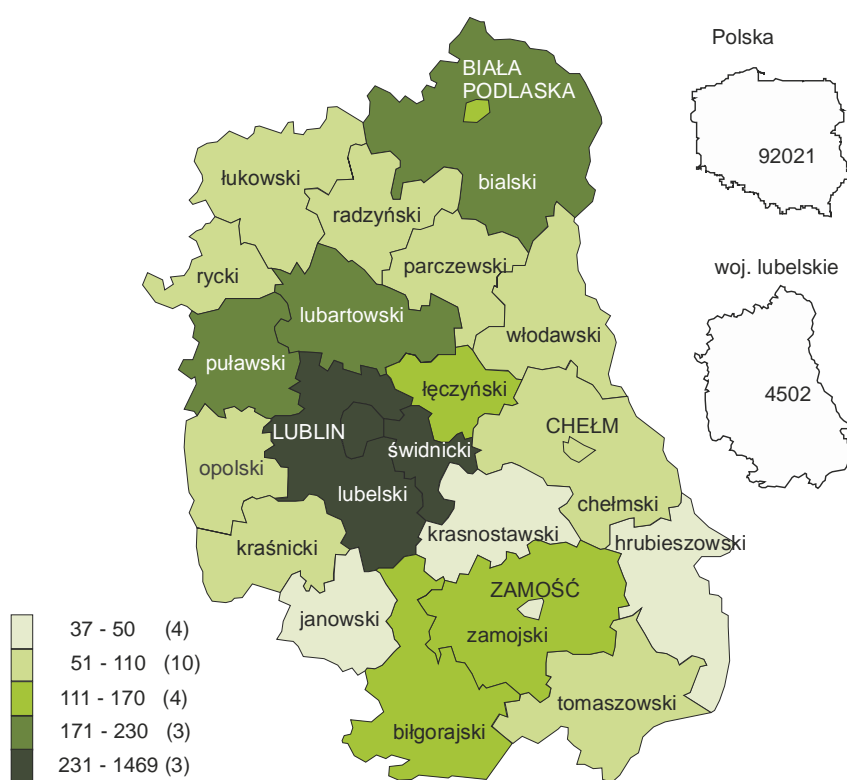 Polska
92021
woj. lubelskie
4502
BIAŁA
PODLASKA
bialski
łukowski
radzyński
rycki
parczewski
lubartowski
włodawski
puławski
łęczyński
LUBLIN
świdnicki
CHEŁM
opolski
lubelski
chełmski
krasnostawski
hrubieszowski
kraśnicki
ZAMOŚĆ
janowski
zamojski
tomaszowski
biłgorajski
37 - 50 (4)
51 - 110 (10)
111 - 170 (4)
171 - 230 (3)
231 - 1469 (3)